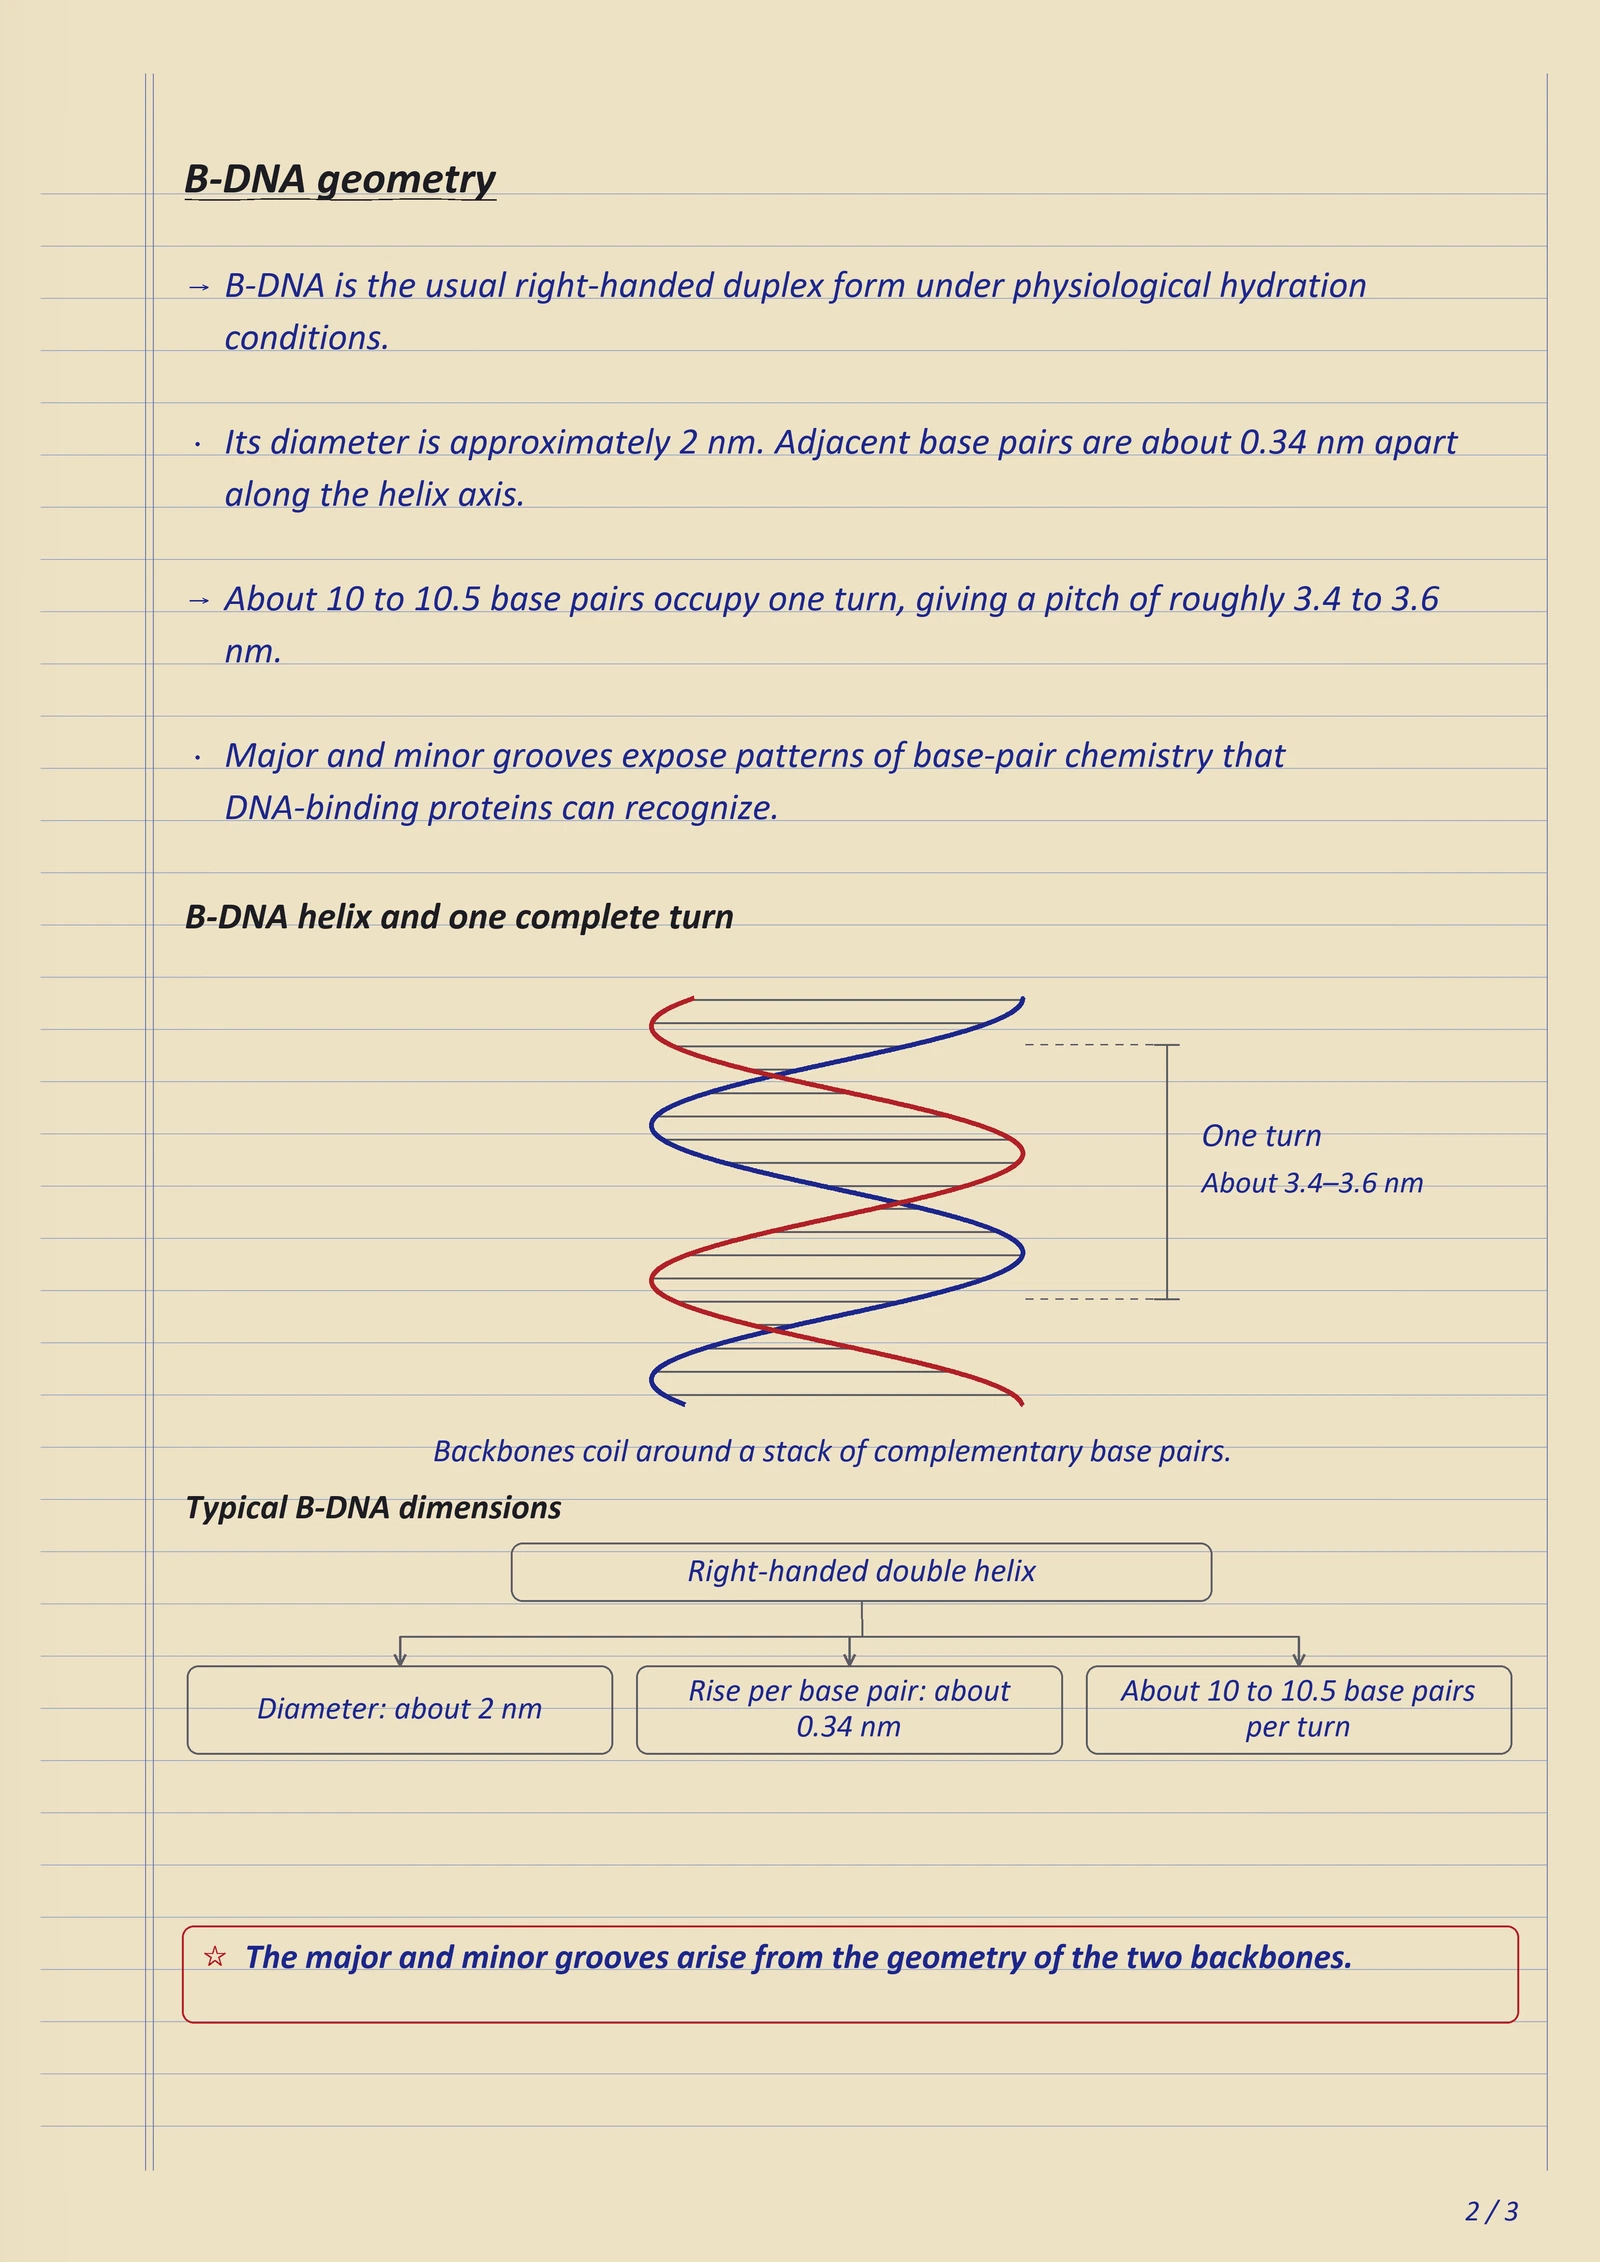 B-DNA geometry
→ B-DNA is the usual right-handed duplex form under physiological hydration
conditions.
· Its diameter is approximately 2 nm. Adjacent base pairs are about 0.34 nm apart
along the helix axis.
→ About 10 to 10.5 base pairs occupy one turn, giving a pitch of roughly 3.4 to 3.6
nm.
· Major and minor grooves expose patterns of base-pair chemistry that
DNA-binding proteins can recognize.
B-DNA helix and one complete turn
One turn
About 3.4–3.6 nm
Backbones coil around a stack of complementary base pairs.
Typical B-DNA dimensions
Right-handed double helix
Diameter: about 2 nm
Rise per base pair: about
0.34 nm
About 10 to 10.5 base pairs
per turn
☆ The major and minor grooves arise from the geometry of the two backbones.
2 / 3